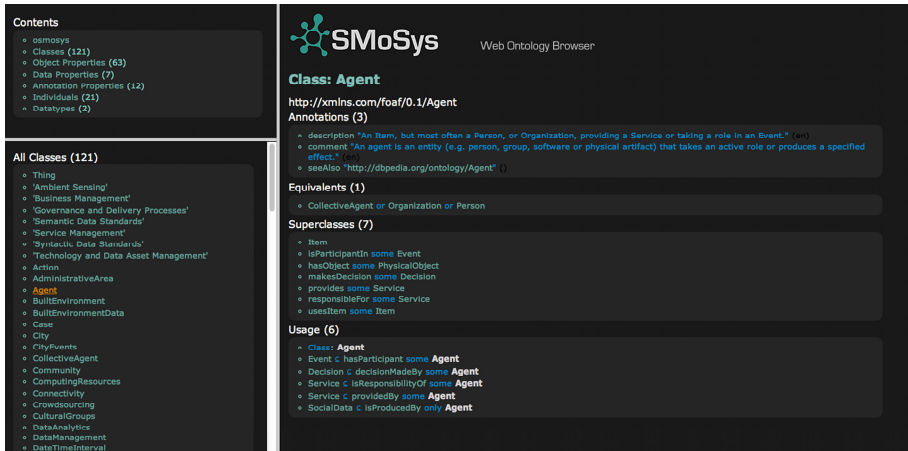 Contents
osmosys
Classes (121)
Object Properties (63)
Data Properties (7)
Annotation Properties (12)
Individuals (21)
Datatypes (2)
All Classes (121)
Thing
'Ambient Sensing'
'Business Management'
'Governance and Delivery Processes'
'Semantic Data Standards'
'Service Management'
'Syntactic Data Standards'
'Technology and Data Asset Management'
Action
AdministrativeArea
Agent
BuiltEnvironment
BuiltEnvironmentData
Case
City
CityEvents
CollectiveAgent
Community
ComputingResources
Connectivity
Crowdsourcing
CulturalGroups
DataAnalytics
DataManagement
DateTimeInterval
SMoSys Web Ontology Browser
Class: Agent
http://xmlns.com/foaf/0.1/Agent
Annotations (3)
description "An Item, but most often a Person, or Organization, providing a Service or taking a role in an Event." (en)
comment "An agent is an entity (e.g. person, group, software or physical artifact) that takes an active role or produces a specified
effect." (en)
seeAlso "http://dbpedia.org/ontology/Agent" ()
Equivalents (1)
CollectiveAgent or Organization or Person
Superclasses (7)
Item
isParticipantIn some Event
hasObject some PhysicalObject
makesDecision some Decision
provides some Service
responsibleFor some Service
usesItem some Item
Usage (6)
Class: Agent
Event ⊆ hasParticipant some Agent
Decision ⊆ decisionMadeBy some Agent
Service ⊆ isResponsibilityOf some Agent
Service ⊆ providedBy some Agent
SocialData ⊆ isProducedBy only Agent